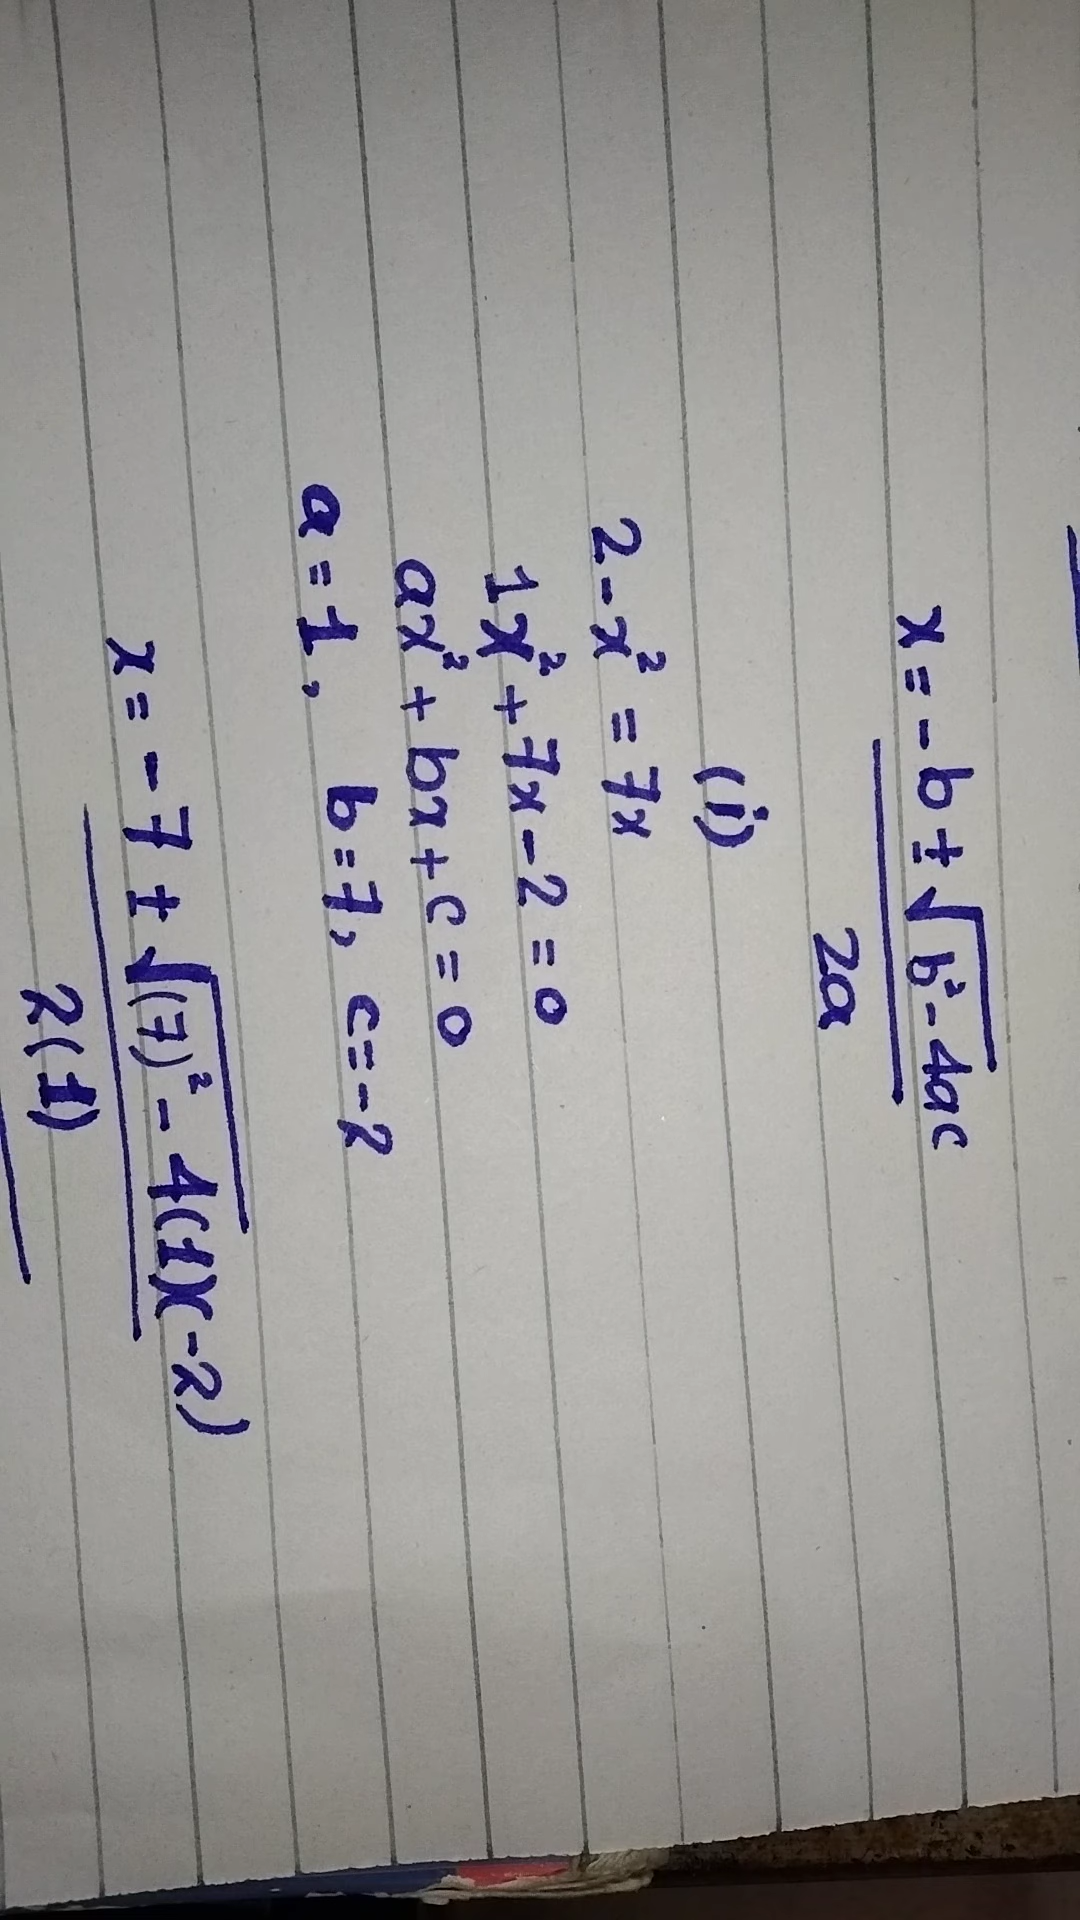 x = -b ± √b² - 4ac
2a
(i)
2 - x² = 7x
1x² + 7x - 2 = 0
ax² + bx + c = 0
a = 1, b = 7, c = -2
x = -7 ± √(7)² - 4(1)(-2)
2(1)